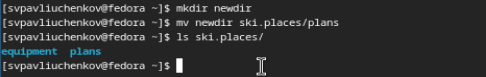 [svpavliuchenkov@fedora ~]$ mkdir newdir
[svpavliuchenkov@fedora ~]$ mv newdir ski.places/plans
[svpavliuchenkov@fedora ~]$ ls ski.places/
equipment  plans
[svpavliuchenkov@fedora ~]$